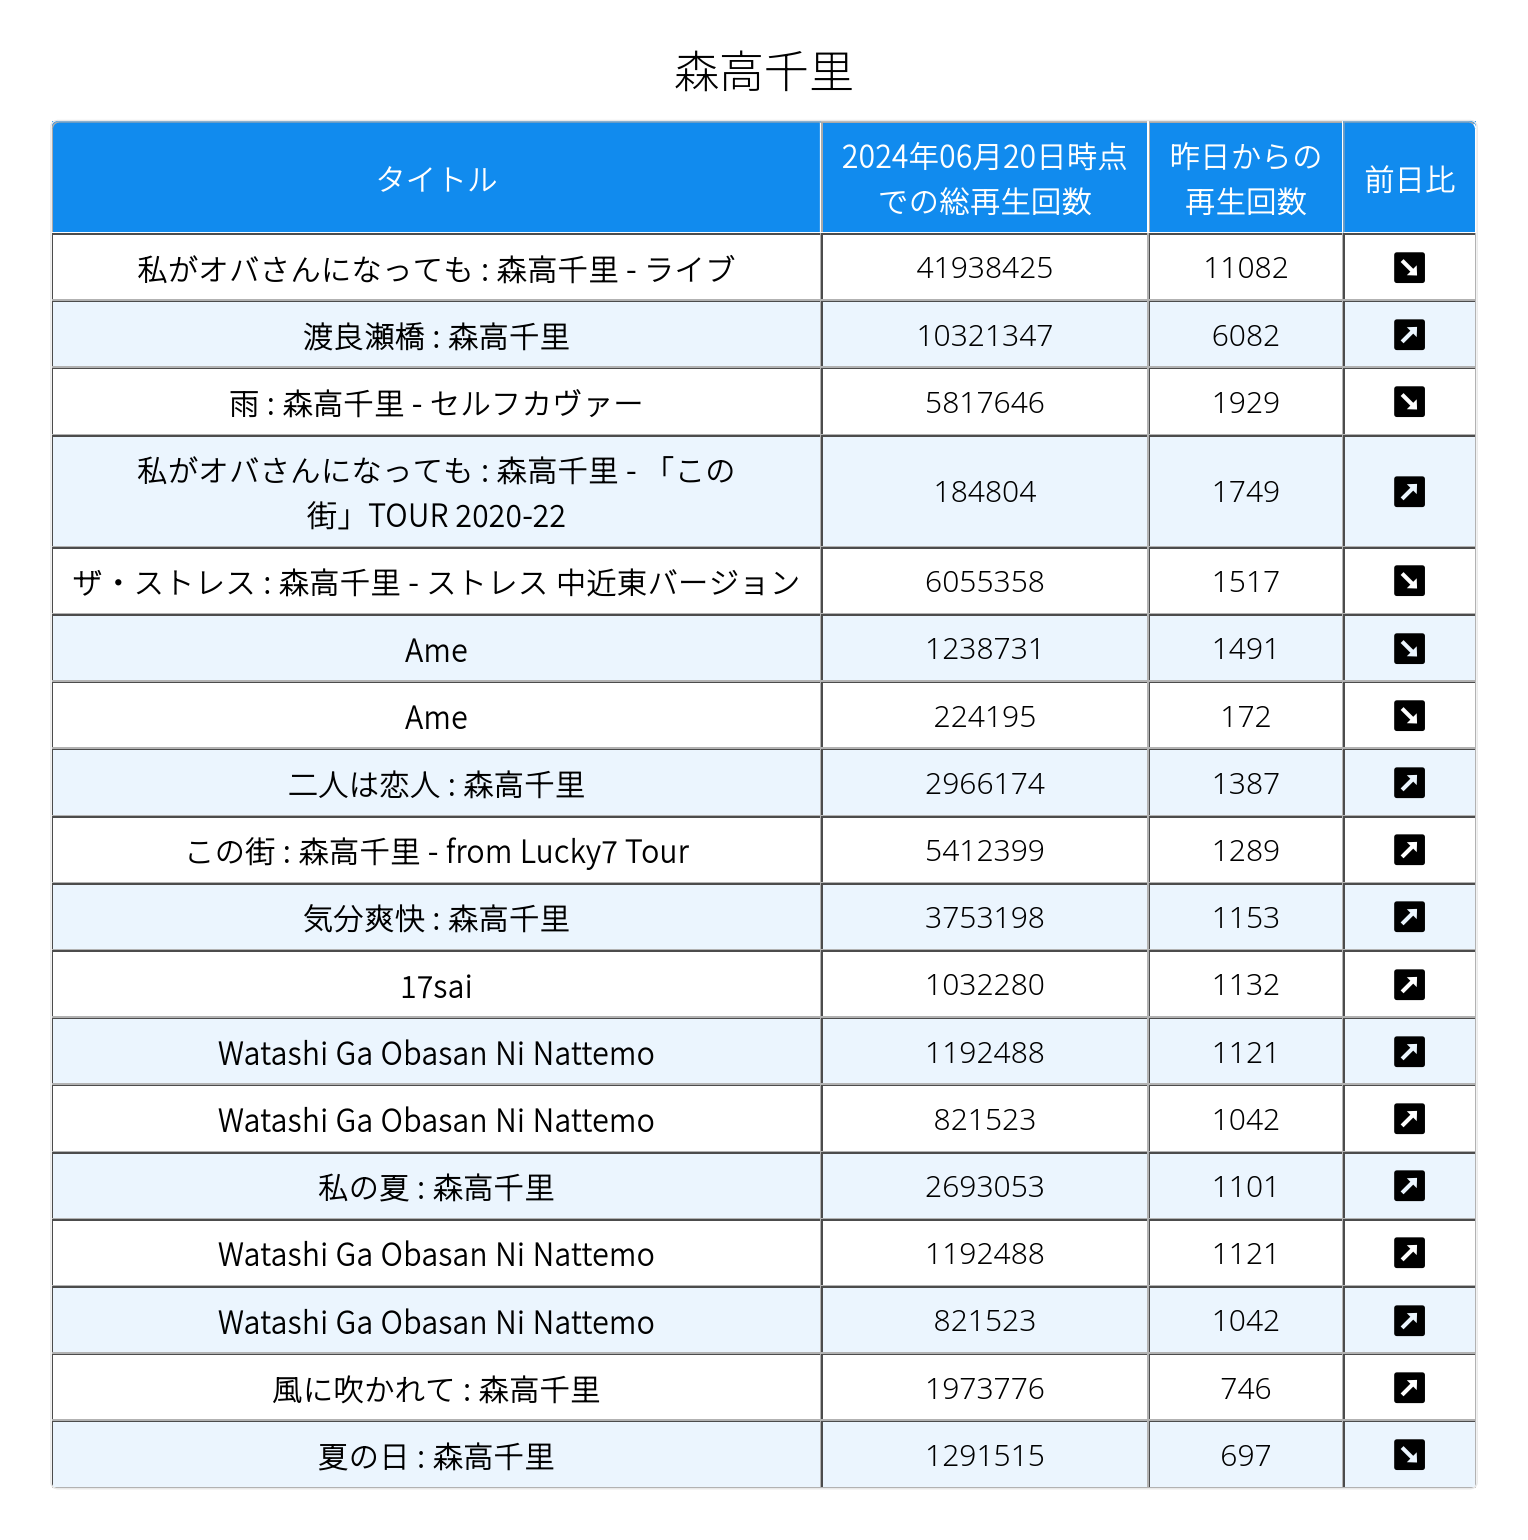 森高千里
タイトル
2024年06月20日時点
での総再生回数
昨日からの
再生回数
前日比
私がオバさんになっても : 森高千里 - ライブ 41938425 11082 ↘
渡良瀬橋 : 森高千里 10321347 6082 ↗
雨 : 森高千里 - セルフカヴァー 5817646 1929 ↘
私がオバさんになっても : 森高千里 - 「この
街」TOUR 2020-22 184804 1749 ↗
ザ・ストレス : 森高千里 - ストレス 中近東バージョン 6055358 1517 ↘
Ame 1238731 1491 ↘
Ame 224195 172 ↘
二人は恋人 : 森高千里 2966174 1387 ↗
この街 : 森高千里 - from Lucky7 Tour 5412399 1289 ↗
気分爽快 : 森高千里 3753198 1153 ↗
17sai 1032280 1132 ↗
Watashi Ga Obasan Ni Nattemo 1192488 1121 ↗
Watashi Ga Obasan Ni Nattemo 821523 1042 ↗
私の夏 : 森高千里 2693053 1101 ↗
Watashi Ga Obasan Ni Nattemo 1192488 1121 ↗
Watashi Ga Obasan Ni Nattemo 821523 1042 ↗
風に吹かれて : 森高千里 1973776 746 ↗
夏の日 : 森高千里 1291515 697 ↘